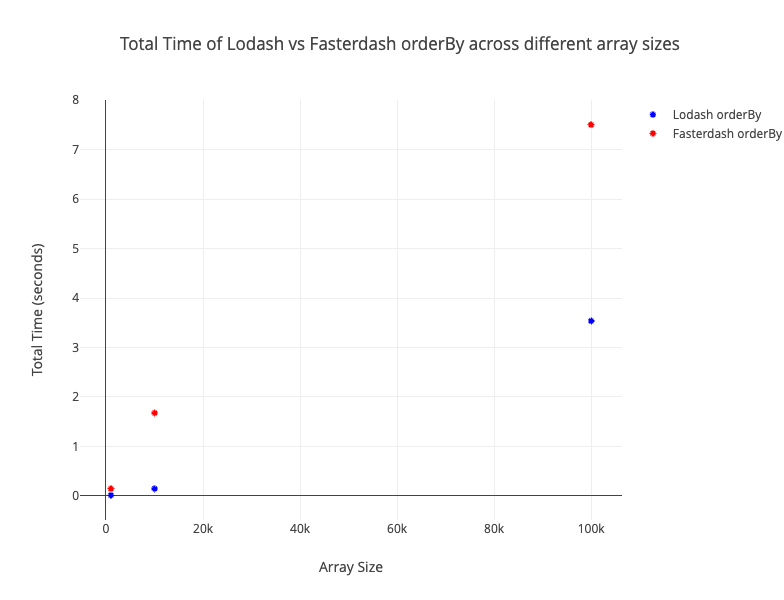 Total Time of Lodash vs Fasterdash orderBy across different array sizes
Lodash orderBy
Fasterdash orderBy
8
7
6
5
4
3
2
1
0
Total Time (seconds)
0
20k
40k
60k
80k
100k
Array Size